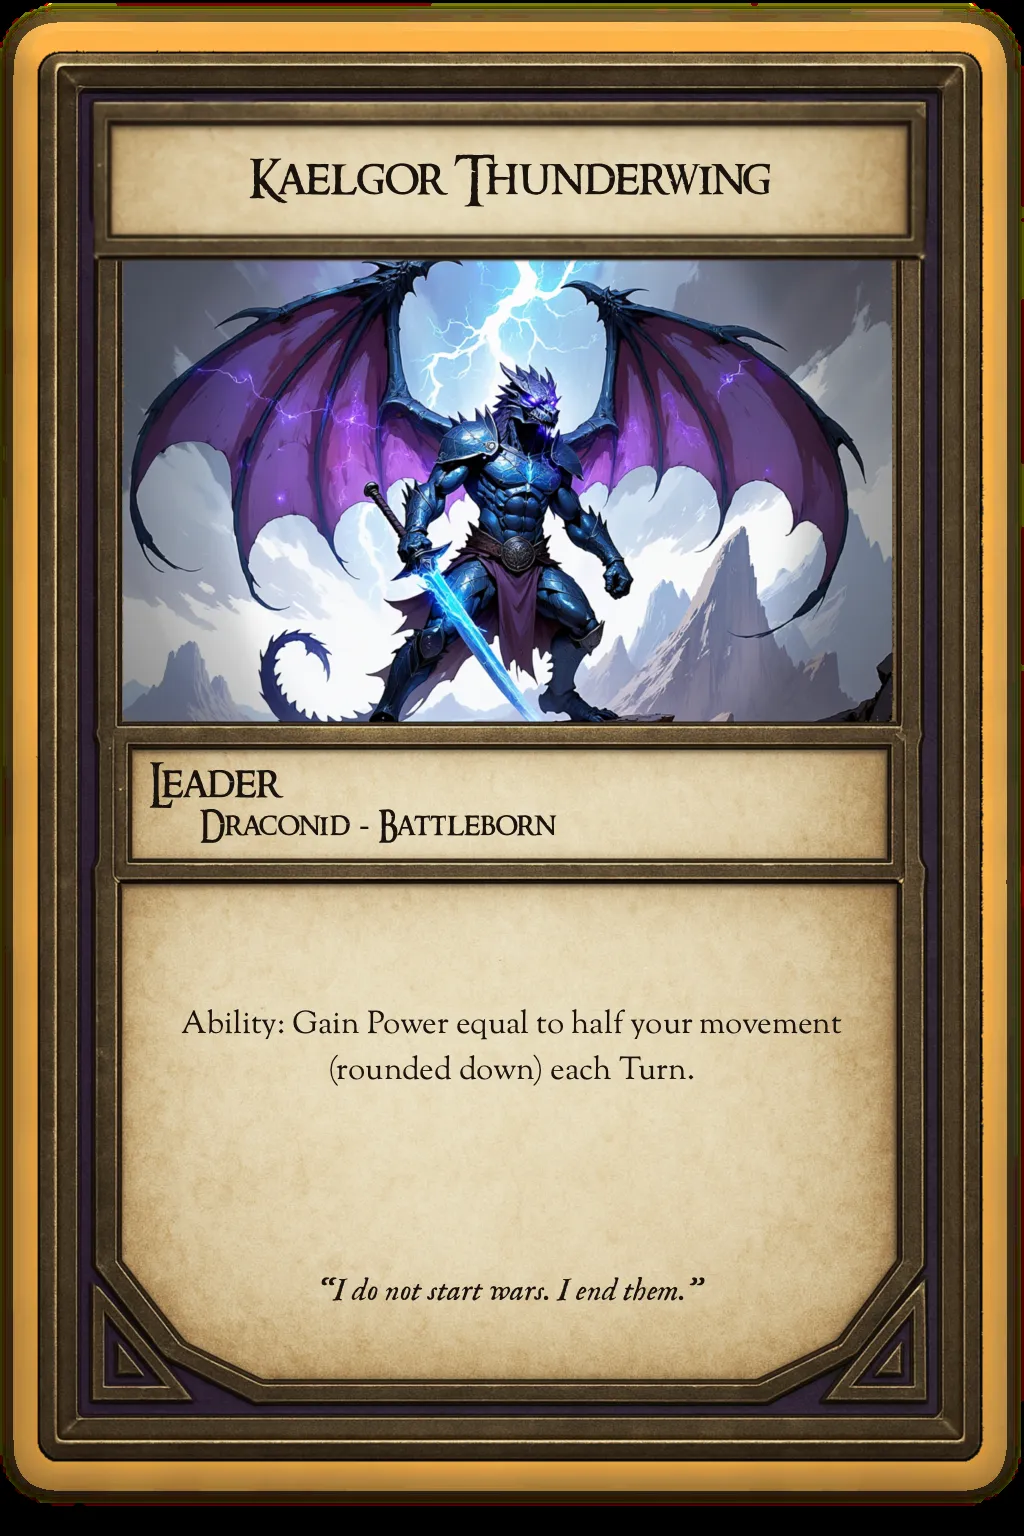 Kaelgor Thunderwing
Leader
Draconid - Battleborn
Ability: Gain Power equal to half your movement
(rounded down) each Turn.
“I do not start wars. I end them.”